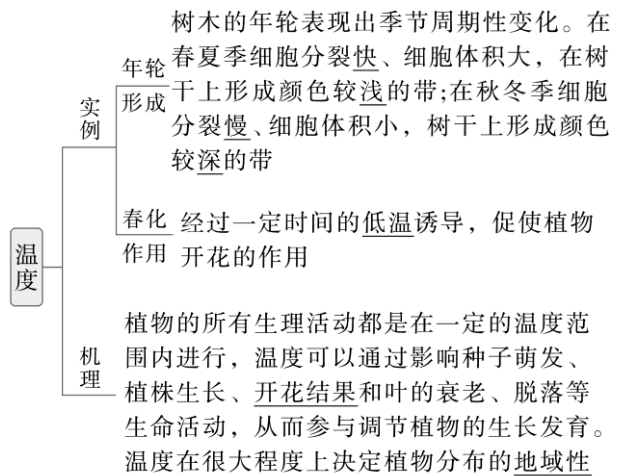 树木的年轮表现出季节周期性变化。在
春夏季细胞分裂快、细胞体积大，在树
干上形成颜色较浅的带;在秋冬季细胞
分裂慢、细胞体积小，树干上形成颜色
较深的带
年轮
形成
实例
春化
作用
经过一定时间的低温诱导，促使植物
开花的作用
温度
机理
植物的所有生理活动都是在一定的温度范
围内进行，温度可以通过影响种子萌发、
植株生长、开花结果和叶的衰老、脱落等
生命活动，从而参与调节植物的生长发育。
温度在很大程度上决定植物分布的地域性